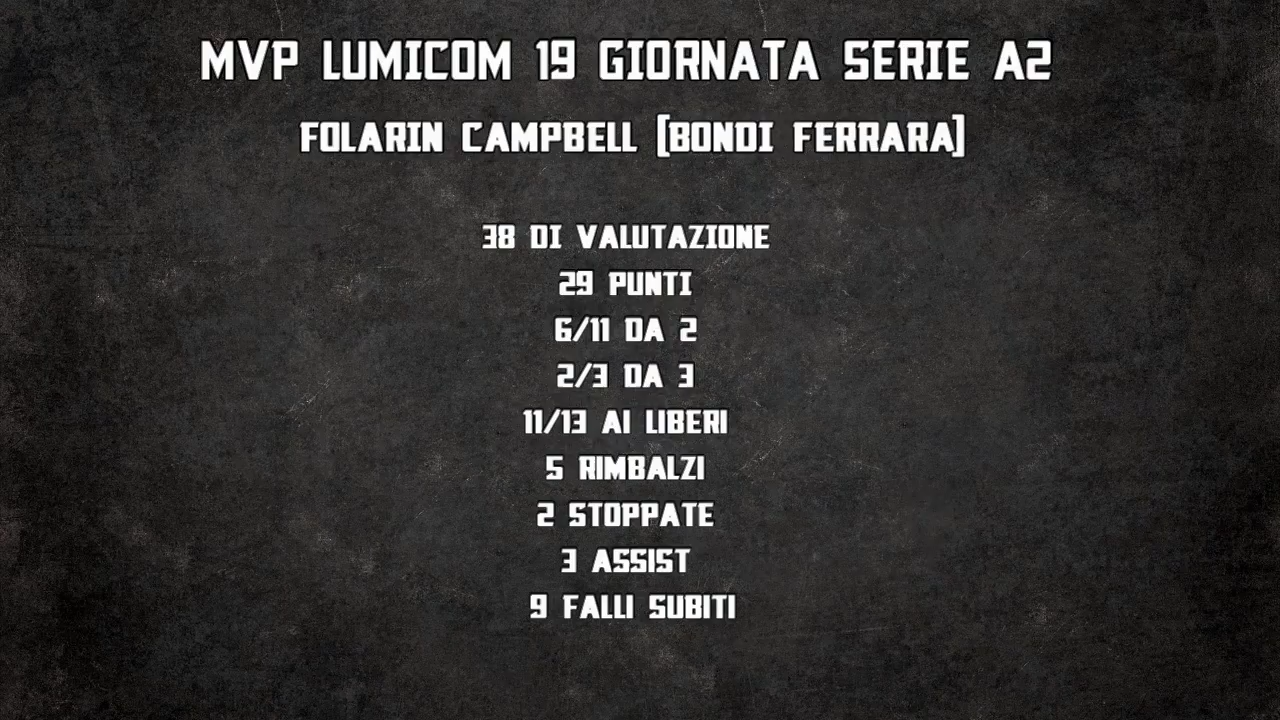 MVP LUMICOM 19 GIORNATA SERIE A2
FOLARIN CAMPBELL [BONDI FERRARA]
38 DI VALUTAZIONE
29 PUNTI
6/11 DA 2
2/3 DA 3
11/13 AI LIBERI
5 RIMBALZI
2 STOPPATE
3 ASSIST
9 FALLI SUBITI